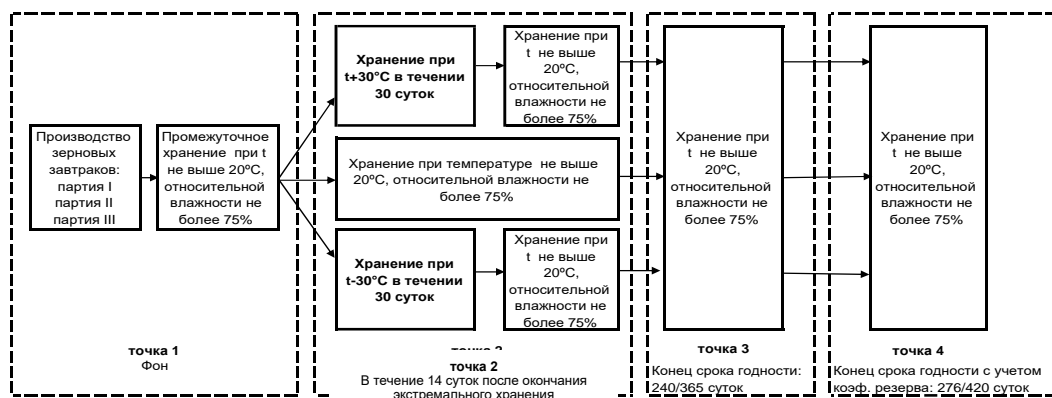 Производство
зерновых
завтраков:
партия I
партия II
партия III
Промежуточное
хранение при t
не выше 20ºС,
относительной
влажности не
более 75%
точка 1
Фон
Хранение при
t+30°С в течении
30 суток
Хранение при
t не выше
20ºС,
относительной
влажности не
более 75%
Хранение при температуре не выше
20ºС, относительной влажности не
более 75%
Хранение при
t-30°С в течении
30 суток
Хранение при
t не выше
20ºС,
относительной
влажности не
более 75%
точка 2
В течение 14 суток после окончания
экстремального хранения
Хранение при
t не выше
20ºС,
относительной
влажности не
более 75%
точка 3
Конец срока годности:
240/365 суток
Хранение при
t не выше
20ºС,
относительной
влажности не
более 75%
точка 4
Конец срока годности с учетом
коэф. резерва: 276/420 суток